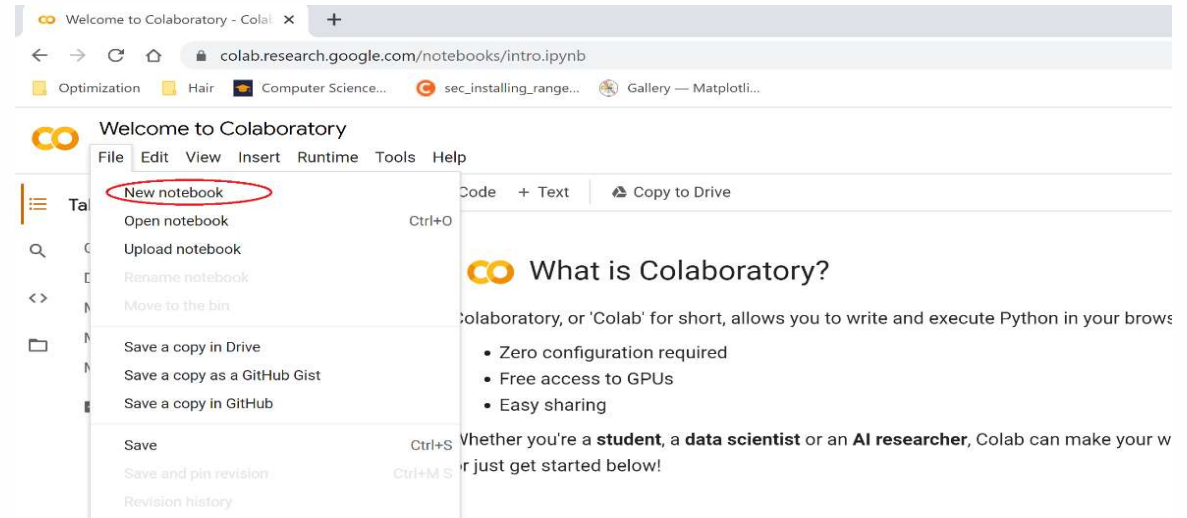 Welcome to Colaboratory - Colal
colab.research.google.com/notebooks/intro.ipynb
Optimization Hair Computer Science... sec_installing_range... Gallery — Matplotli...
Welcome to Colaboratory
File Edit View Insert Runtime Tools Help
Code + Text Copy to Drive
New notebook
Open notebook Ctrl+O
Upload notebook
Rename notebook
Move to the bin
Save a copy in Drive
Save a copy as a GitHub Gist
Save a copy in GitHub
Save Ctrl+S
Save and pin revision Ctrl+M S
Revision history
What is Colaboratory?
Colaboratory, or 'Colab' for short, allows you to write and execute Python in your brows
• Zero configuration required
• Free access to GPUs
• Easy sharing
Whether you're a student, a data scientist or an AI researcher, Colab can make your w
or just get started below!